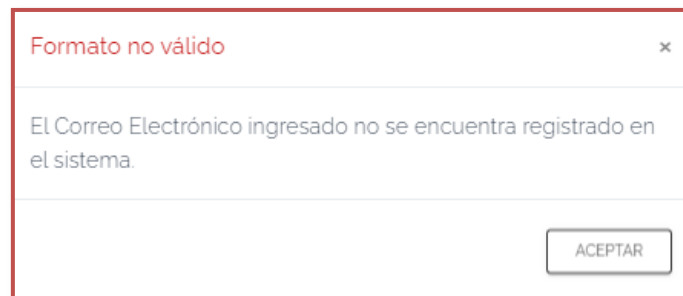 Formato no válido
×
El Correo Electrónico ingresado no se encuentra registrado en
el sistema.
ACEPTAR